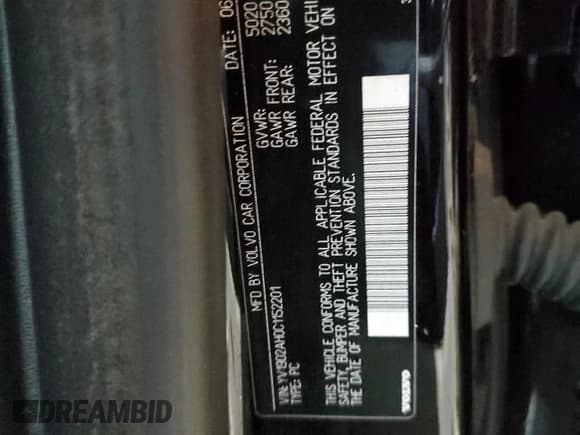 MFD BY VOLVO CAR CORPORATION DATE: 06
GVWR: 5020
GAWR FRONT: 2750
GAWR REAR: 2360
THIS VEHICLE CONFORMS TO ALL APPLICABLE FEDERAL MOTOR VEHI
SAFETY, BUMPER AND THEFT PREVENTION STANDARDS IN EFFECT ON
THE DATE OF MANUFACTURE SHOWN ABOVE.
VIN: YV1902AH0C1152201
TYPE: PC
DREAMBID